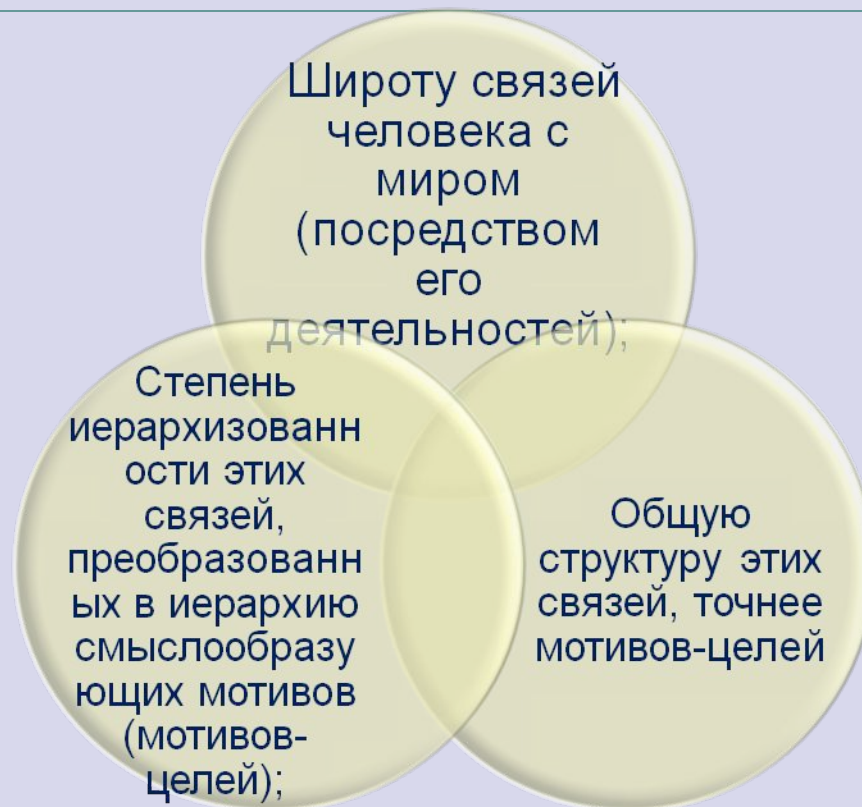 Широту связей
человека с
миром
(посредством
его
деятельностей);
Степень
иерархизованн
ости этих
связей,
преобразованн
ых в иерархию
смыслообразу
ющих мотивов
(мотивов-
целей);
Общую
структуру этих
связей, точнее
мотивов-целей